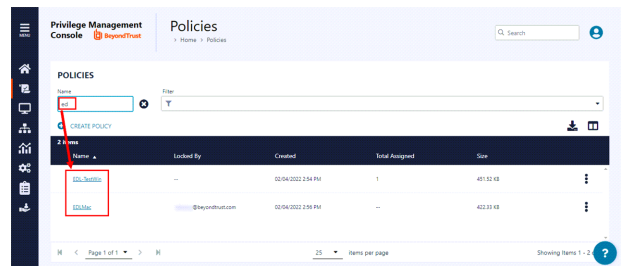 MENU
Privilege Management
Console BeyondTrust
Policies
Home > Policies
Search
POLICIES
Name
Filter
ed
CREATE POLICY
2 items
Name Locked By Created Total Assigned Size
EDL-TestWin -- 02/04/2022 2:54 PM 1 451.52 KB
EDLMac @beyondtrust.com 02/04/2022 2:56 PM -- 422.33 KB
Page 1 of 1
25 items per page
Showing Items 1 - 2
?